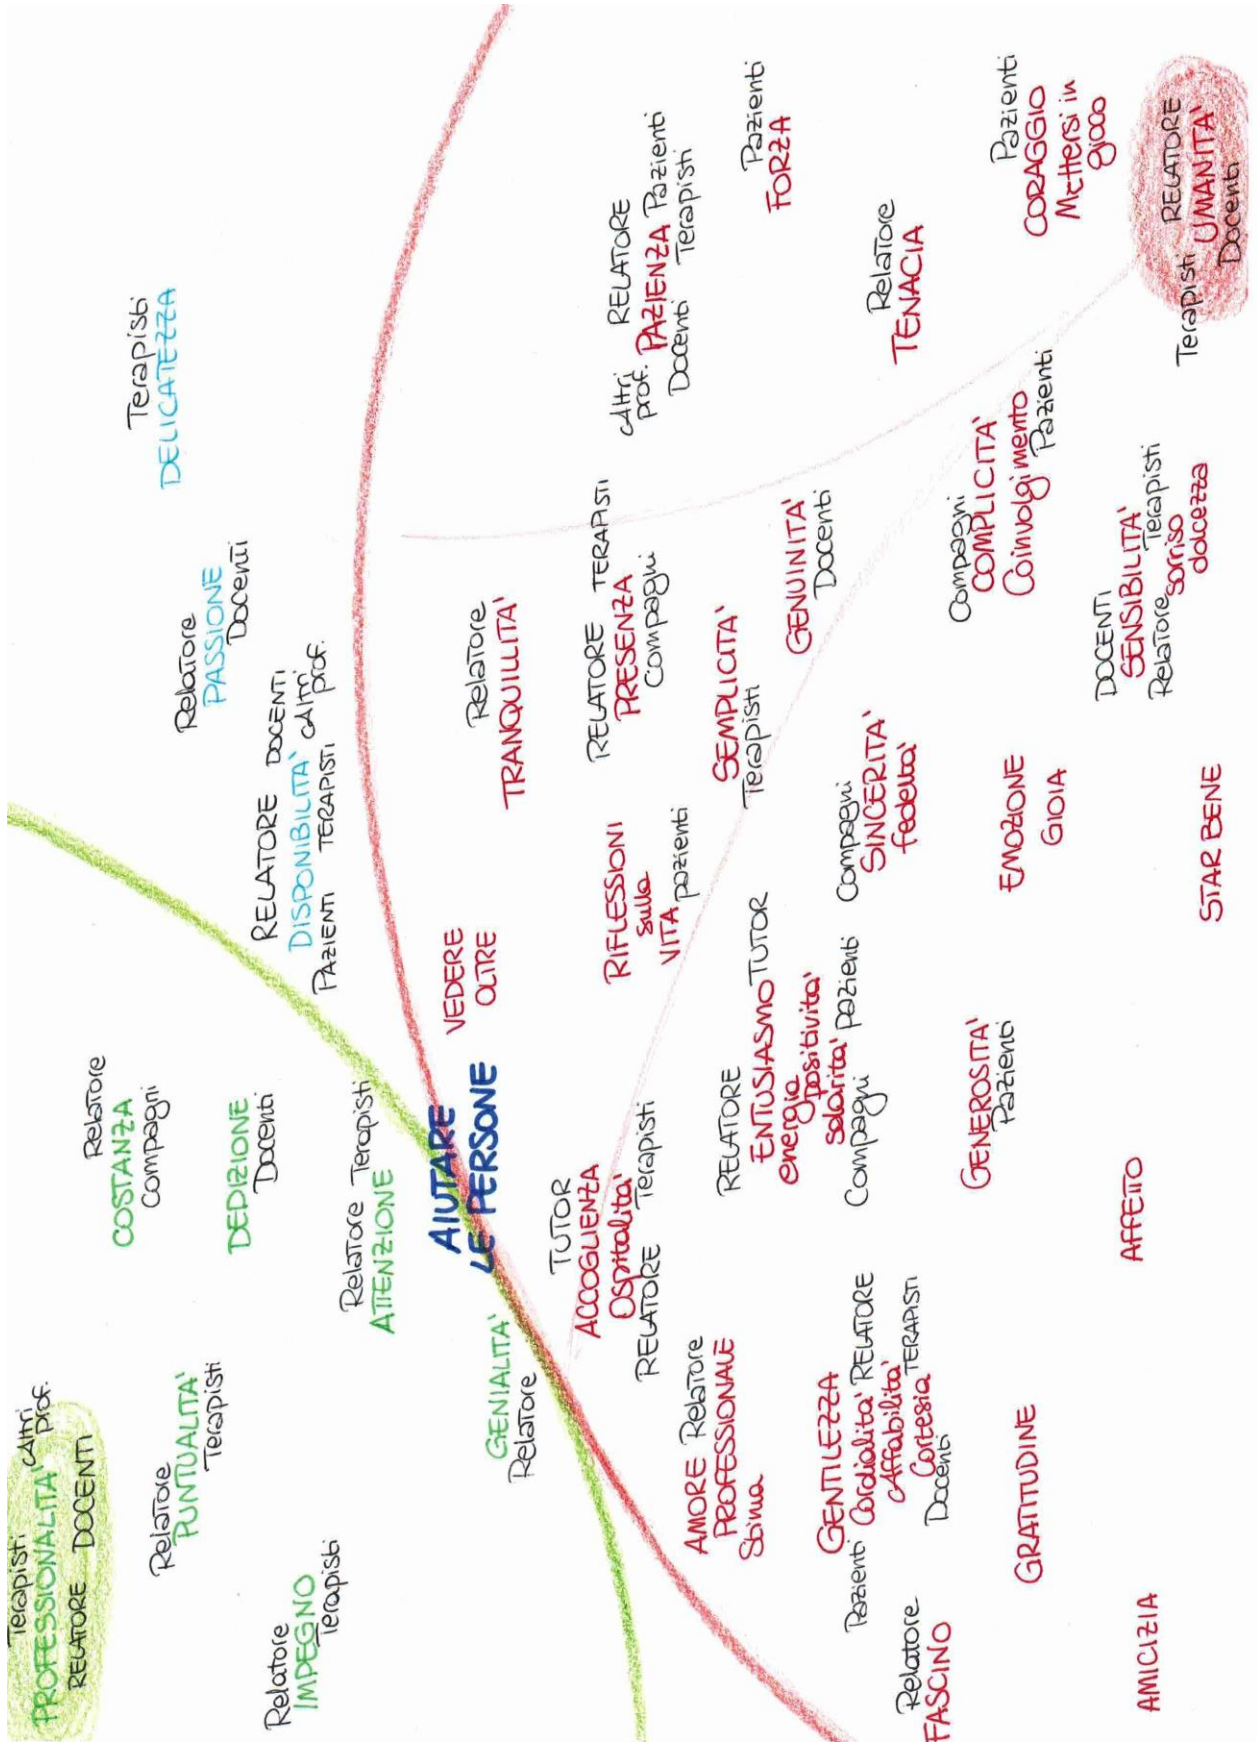 Terapisti
Altri
PROFESSIONALITA' prof.
RELATORE DOCENTI
Relatore
PUNTUALITA'
Terapisti
Relatore
IMPEGNO
Terapisti
Relatore
COSTANZA
Compagni
DEDIZIONE
Docenti
Relatore Terapisti
ATTENZIONE
GENIALITA'
Relatore
Terapisti
DELICATEZZA
Relatore
PASSIONE
Docenti
RELATORE DOCENTI
DISPONIBILITA' Altri
PAZIENTI TERAPISTI prof.
AIUTARE
LE PERSONE
VEDERE
OLTRE
Relatore
TRANQUILLITA'
TUTOR
ACCOGLIENZA
Ospitalita'
RELATORE Terapisti
RIFLESSIONI
sulla
VITA pazienti
RELATORE TERAPISTI
PRESENZA
Compagni
Altri RELATORE
prof. PAZIENZA Pazienti
Docenti Terapisti
AMORE Relatore
PROFESSIONALE
Stima
RELATORE
ENTUSIASMO TUTOR
energia
positivita'
solarita' pazienti
Compagni
SEMPLICITA'
Terapisti
GENUINITA'
Docenti
Pazienti
FORZA
GENTILEZZA
Pazienti Cordialita' RELATORE
Affabilita'
Cortesia TERAPISTI
Docenti
Compagni
SINCERITA'
fedelta'
Relatore
TENACIA
Relatore
FASCINO
GENEROSITA'
Pazienti
EMOZIONE
GIOIA
Compagni
COMPLICITA'
Coinvolgimento
Pazienti
Pazienti
CORAGGIO
Mettersi in
gioco
GRATITUDINE
AMICIZIA
AFFETTO
STAR BENE
DOCENTI
SENSIBILITA'
Relatore Terapisti
sorriso
dolcezza
RELATORE
Terapisti UMANITA'
Docenti